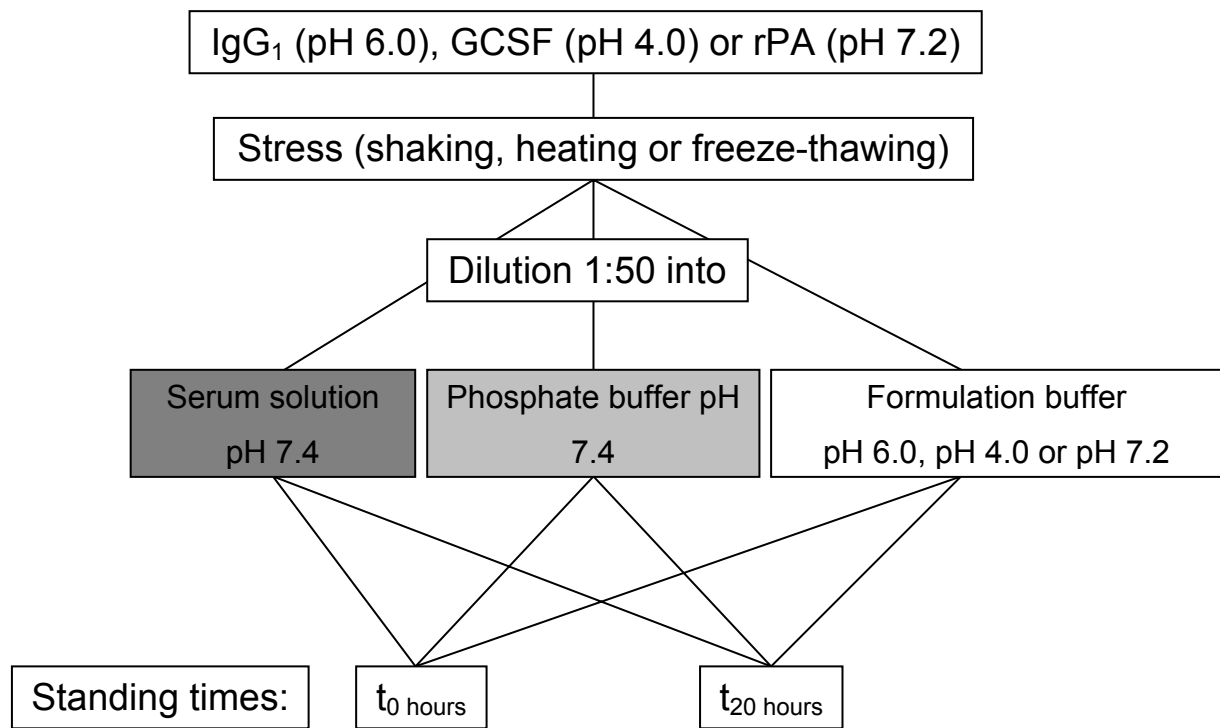 IgG₁ (pH 6.0), GCSF (pH 4.0) or rPA (pH 7.2)
Stress (shaking, heating or freeze-thawing)
Dilution 1:50 into
Serum solution
pH 7.4
Phosphate buffer pH
7.4
Formulation buffer
pH 6.0, pH 4.0 or pH 7.2
Standing times:
t₀ hours
t₂₀ hours